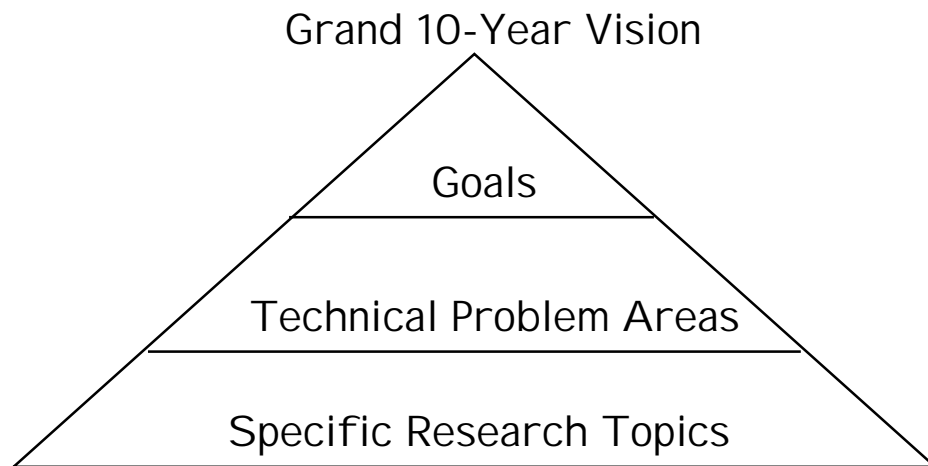 Grand 10-Year Vision
Goals
Technical Problem Areas
Specific Research Topics